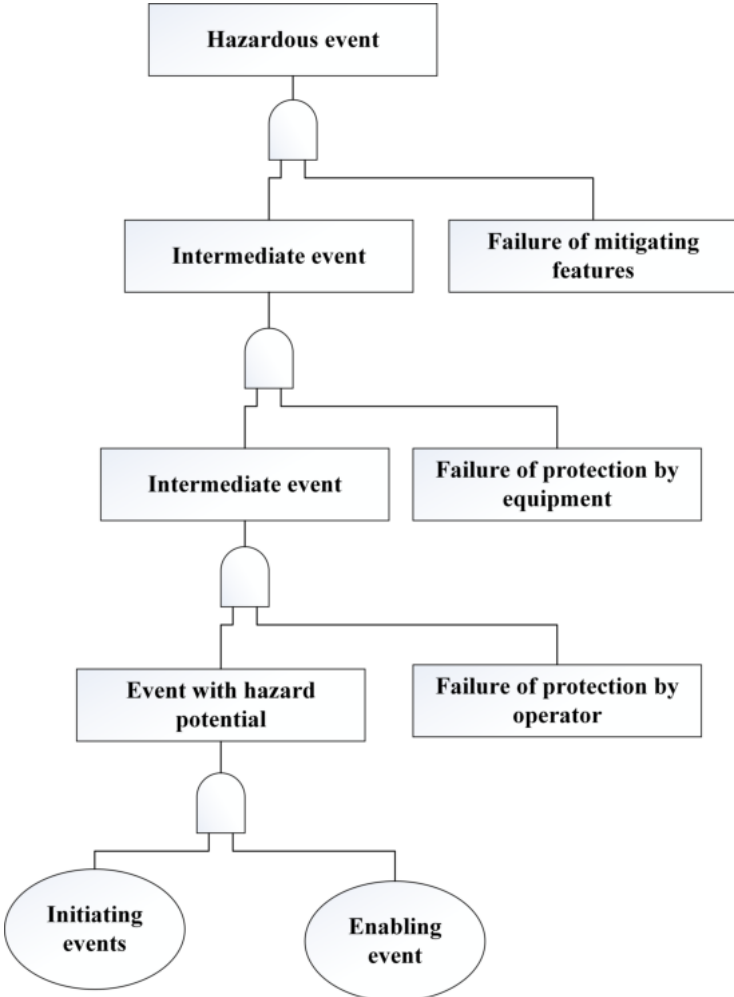 Hazardous event
Intermediate event
Failure of mitigating
features
Intermediate event
Failure of protection by
equipment
Event with hazard
potential
Failure of protection by
operator
Initiating
events
Enabling
event